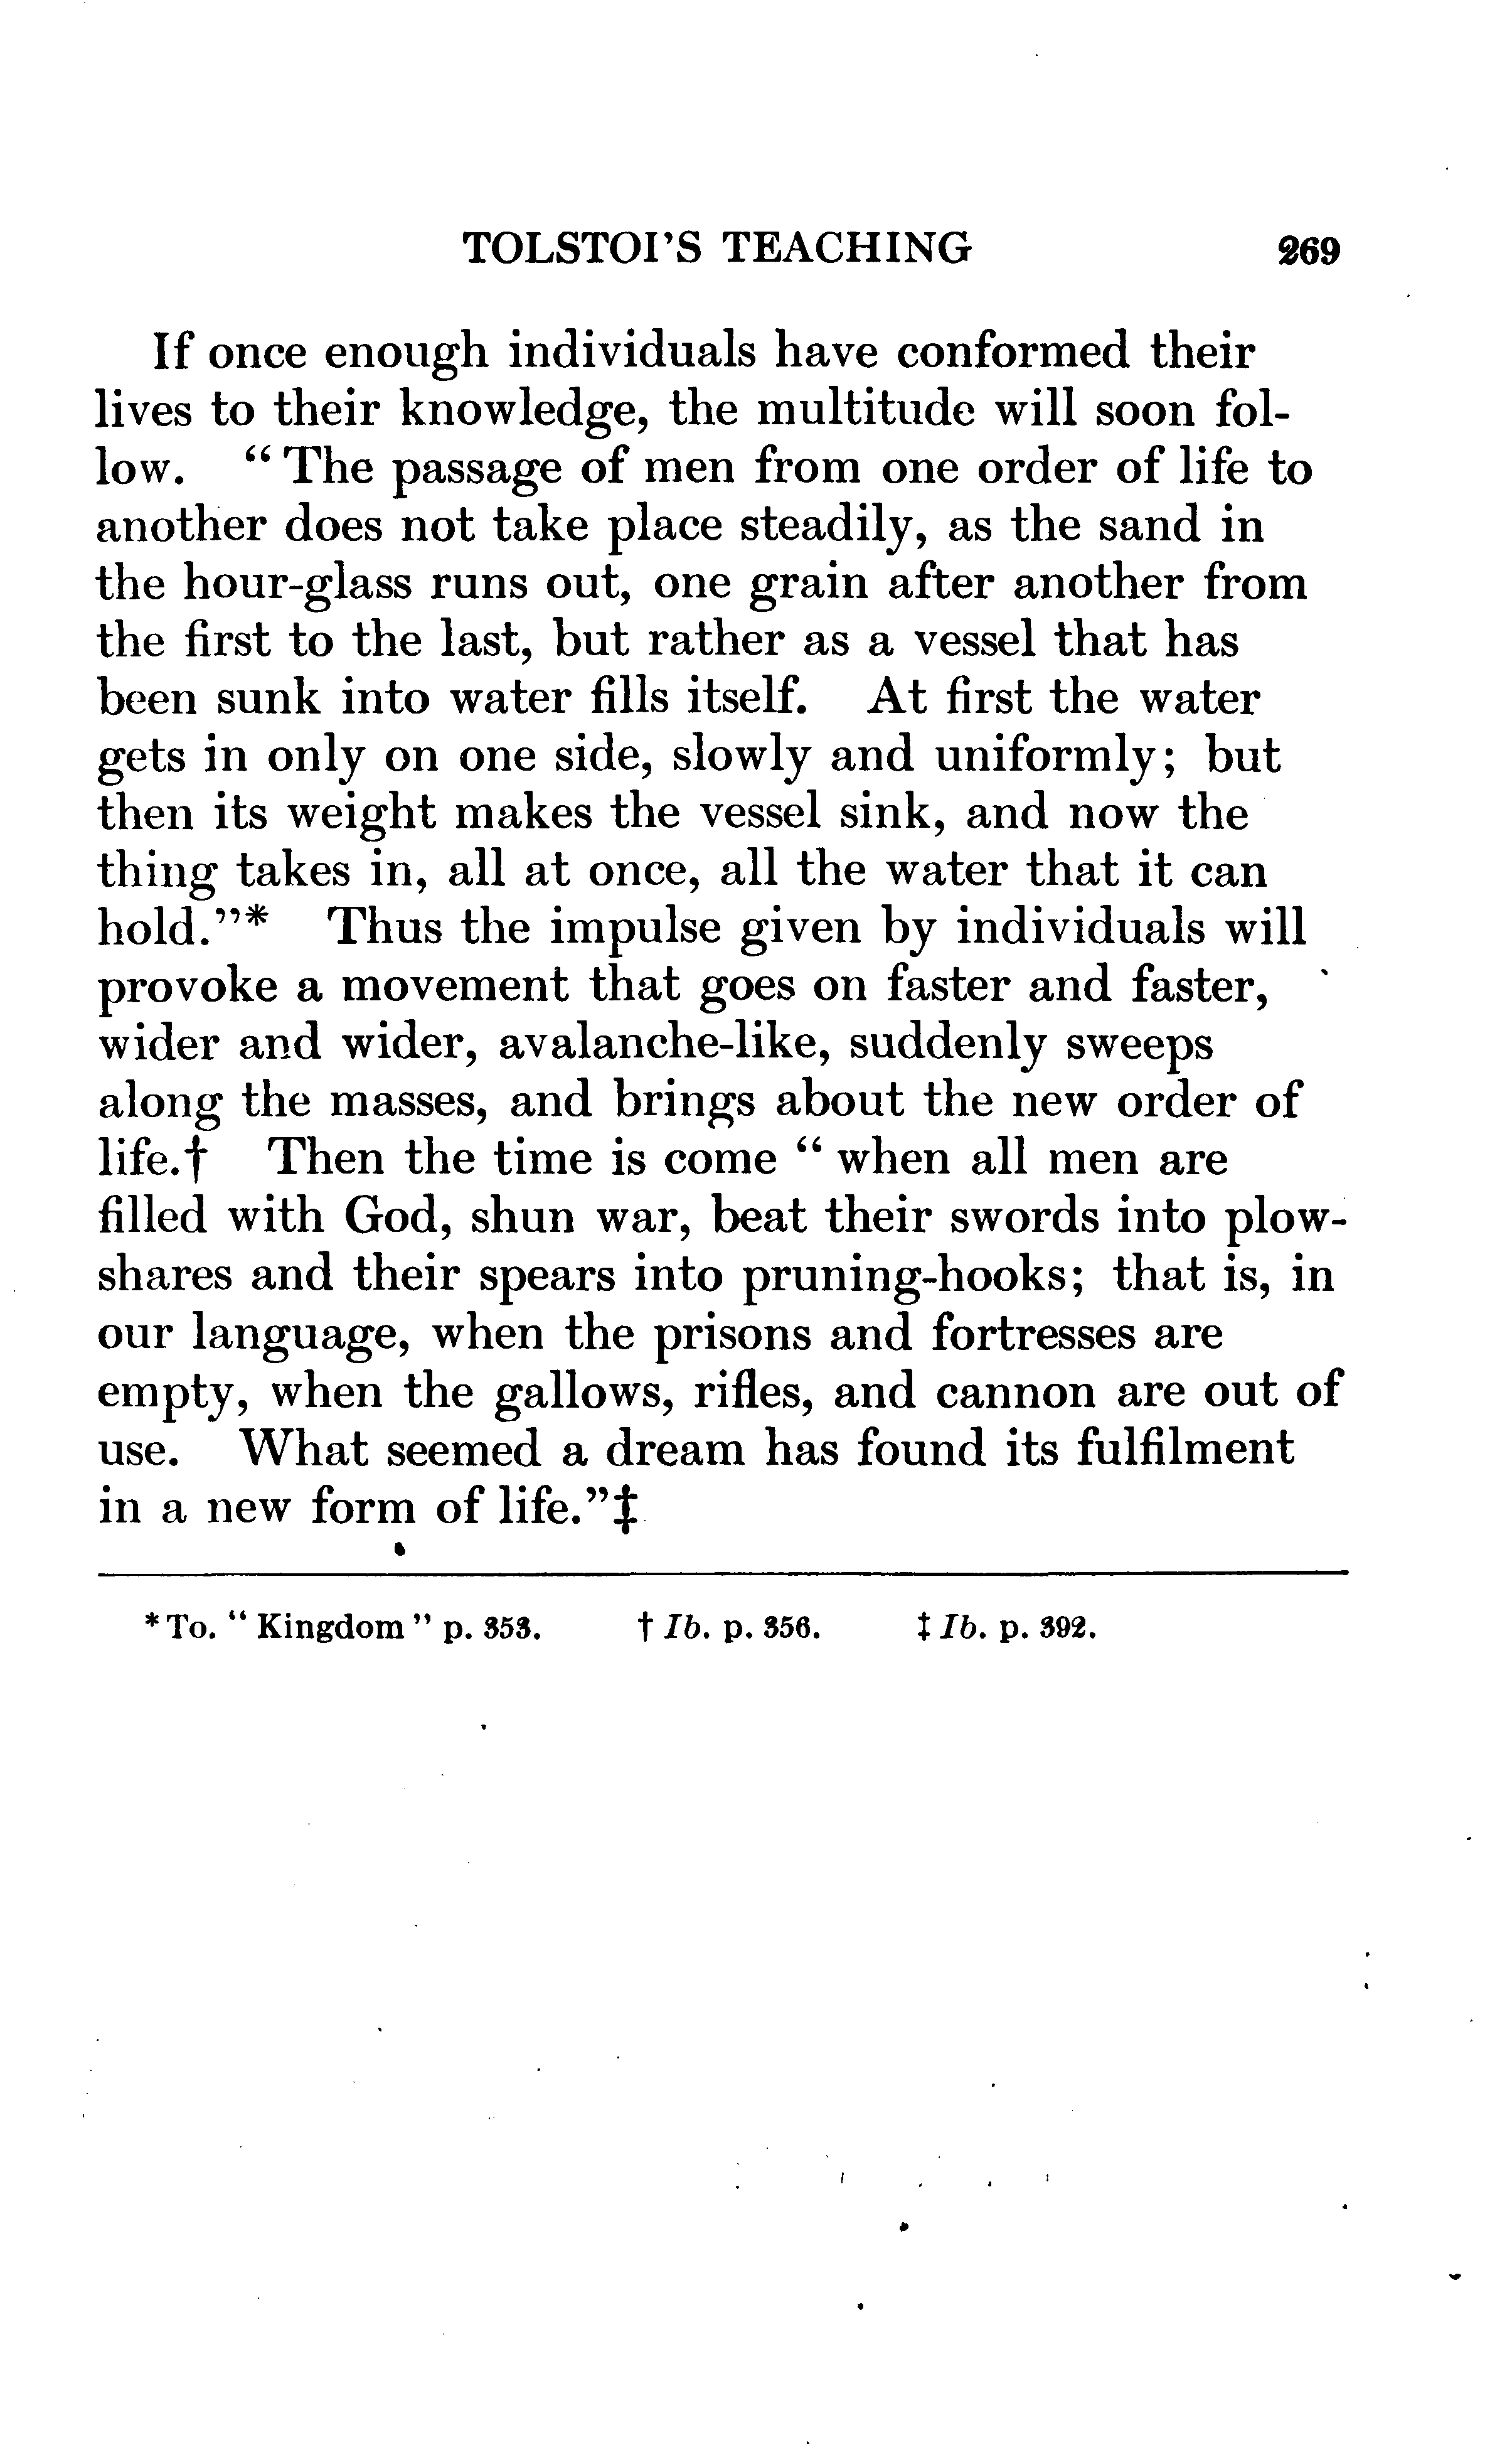 TOLSTOI'S TEACHING 269
If once enough individuals have conformed their
lives to their knowledge, the multitude will soon fol-
low. "The passage of men from one order of life to
another does not take place steadily, as the sand in
the hour-glass runs out, one grain after another from
the first to the last, but rather as a vessel that has
been sunk into water fills itself. At first the water
gets in only on one side, slowly and uniformly; but
then its weight makes the vessel sink, and now the
thing takes in, all at once, all the water that it can
hold."* Thus the impulse given by individuals will
provoke a movement that goes on faster and faster,
wider and wider, avalanche-like, suddenly sweeps
along the masses, and brings about the new order of
life.† Then the time is come "when all men are
filled with God, shun war, beat their swords into plow-
shares and their spears into pruning-hooks; that is, in
our language, when the prisons and fortresses are
empty, when the gallows, rifles, and cannon are out of
use. What seemed a dream has found its fulfilment
in a new form of life."‡
*To. "Kingdom" p. 353. † Ib. p. 356. ‡ Ib. p. 392.